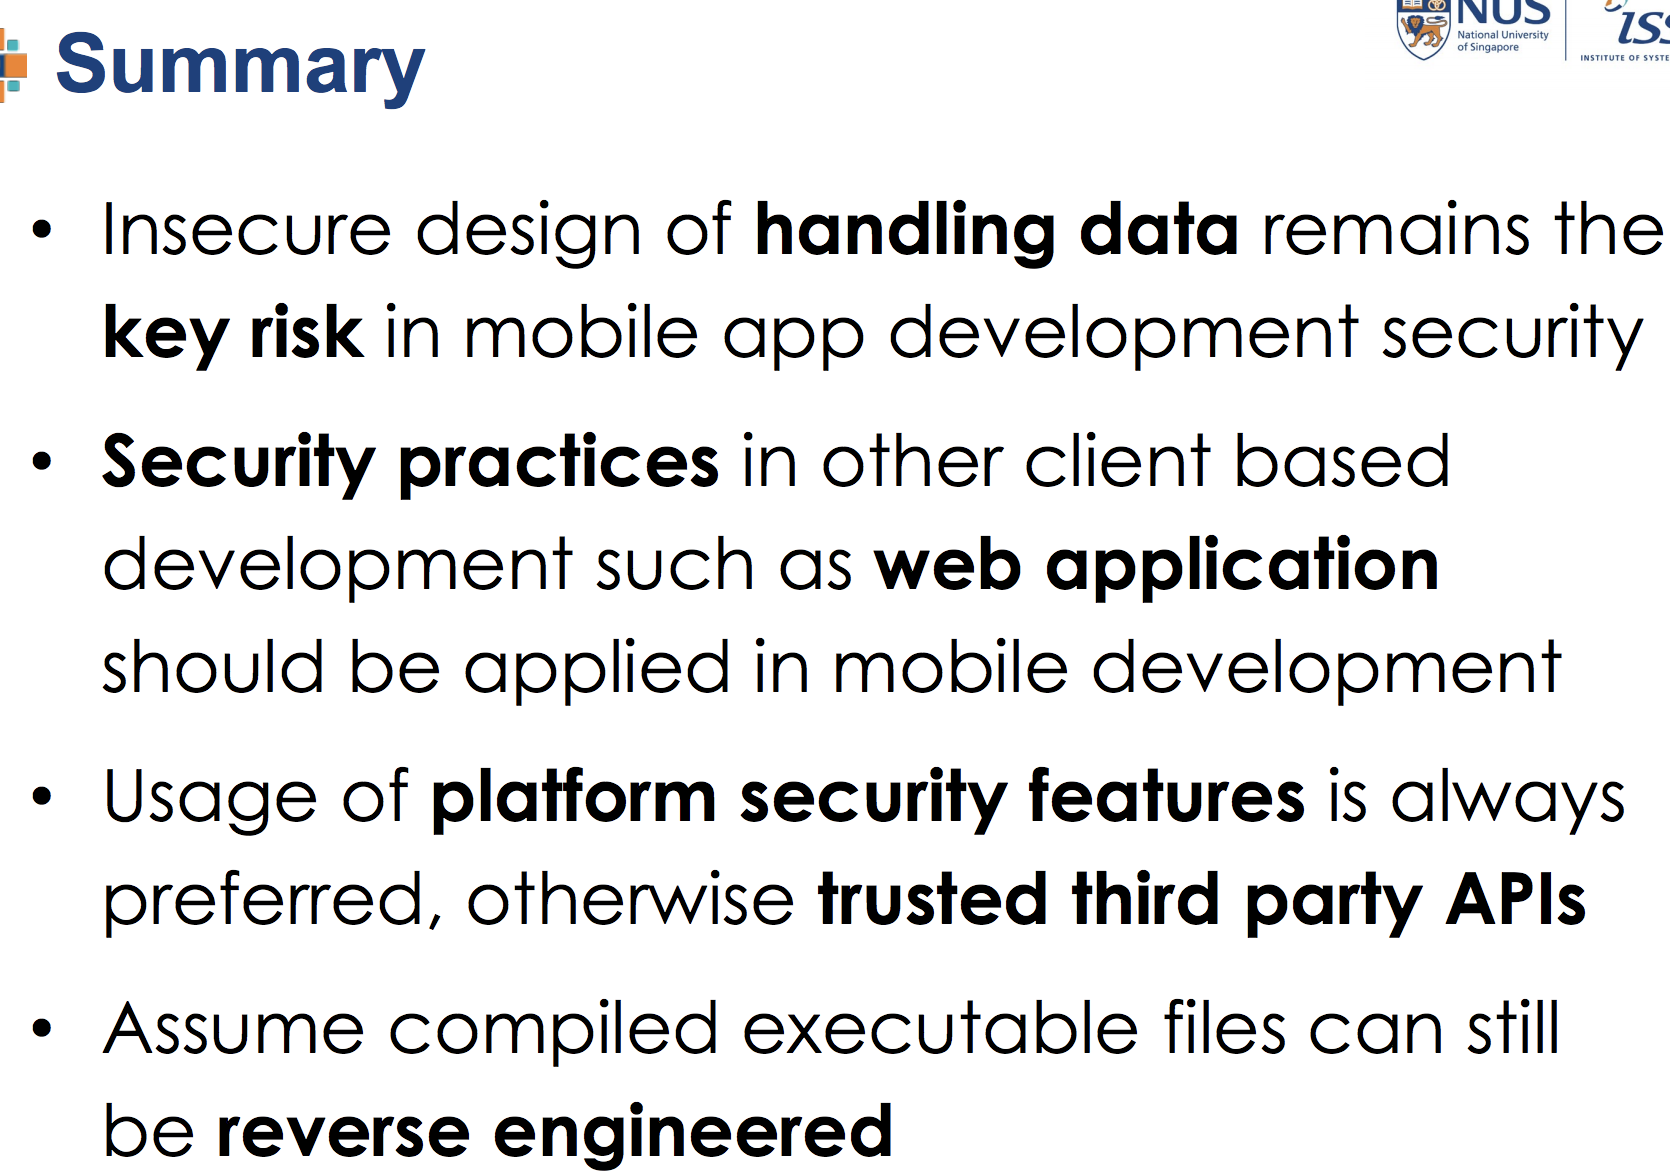 NUS
National University
of Singapore
iSS
INSTITUTE OF SYSTE
Summary
• Insecure design of handling data remains the
key risk in mobile app development security
• Security practices in other client based
development such as web application
should be applied in mobile development
• Usage of platform security features is always
preferred, otherwise trusted third party APIs
• Assume compiled executable files can still
be reverse engineered